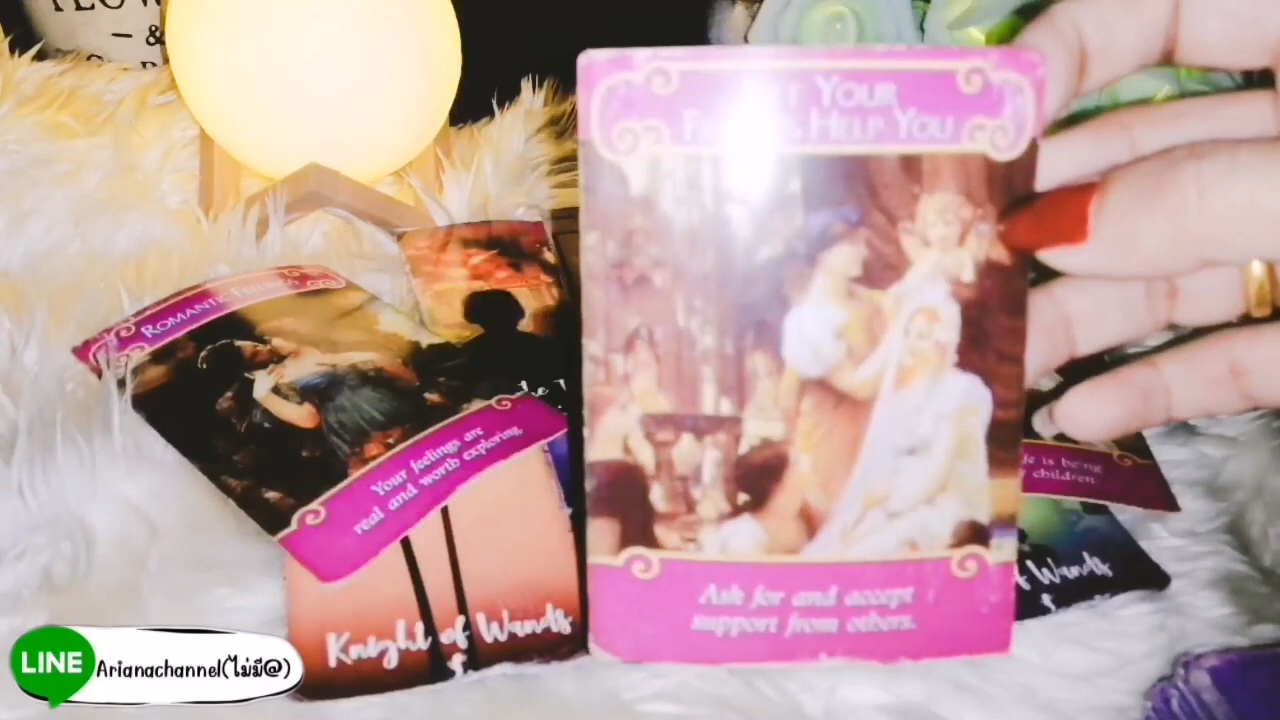 &
YOUR
HELP YOU
ROMANTIC FEELINGS
Your feelings are
real and worth exploring.
Knight of Wands
Ask for and accept
support from others.
is being
children
of Wands
LINE
Arianachannel(ไม่มี@)